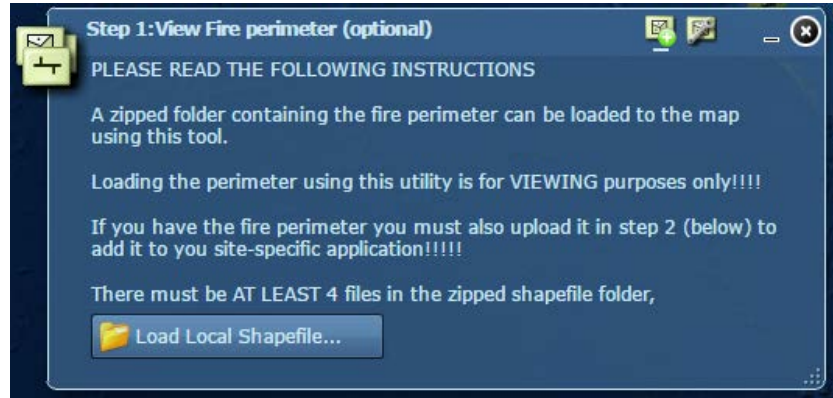 Step 1:View Fire perimeter (optional)
PLEASE READ THE FOLLOWING INSTRUCTIONS
A zipped folder containing the fire perimeter can be loaded to the map
using this tool.
Loading the perimeter using this utility is for VIEWING purposes only!!!!
If you have the fire perimeter you must also upload it in step 2 (below) to
add it to you site-specific application!!!!!
There must be AT LEAST 4 files in the zipped shapefile folder,
Load Local Shapefile...